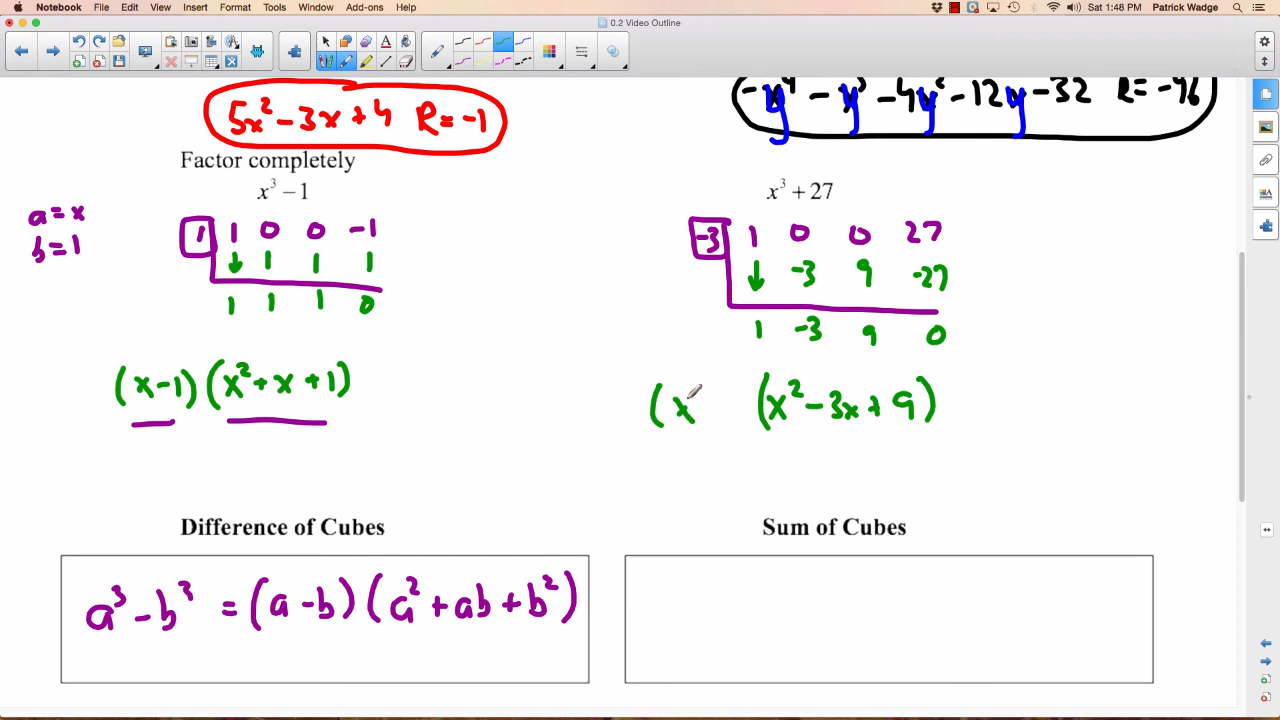 Notebook File Edit View Insert Format Tools Window Add-ons Help Sat 1:48 PM Patrick Wadge
0.2 Video Outline
5x² - 3x + 4 R = -1
-y⁴ - y³ - 4y² - 12y - 32 R = -96
Factor completely
x³ - 1
x³ + 27
a = x
b = 1
1 1 0 0 -1
↓ 1 1 1
1 1 1 0
-3 1 0 0 27
↓ -3 9 -27
1 -3 9 0
(x-1)(x² + x + 1)
(x (x² - 3x + 9)
Difference of Cubes
Sum of Cubes
a³ - b³ = (a - b)(a² + ab + b²)